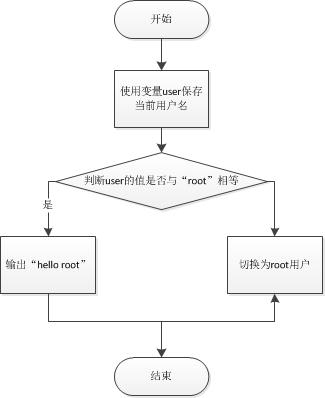 开始
使用变量user保存
当前用户名
判断user的值是否与“root”相等
是
输出“hello root”
切换为root用户
结束